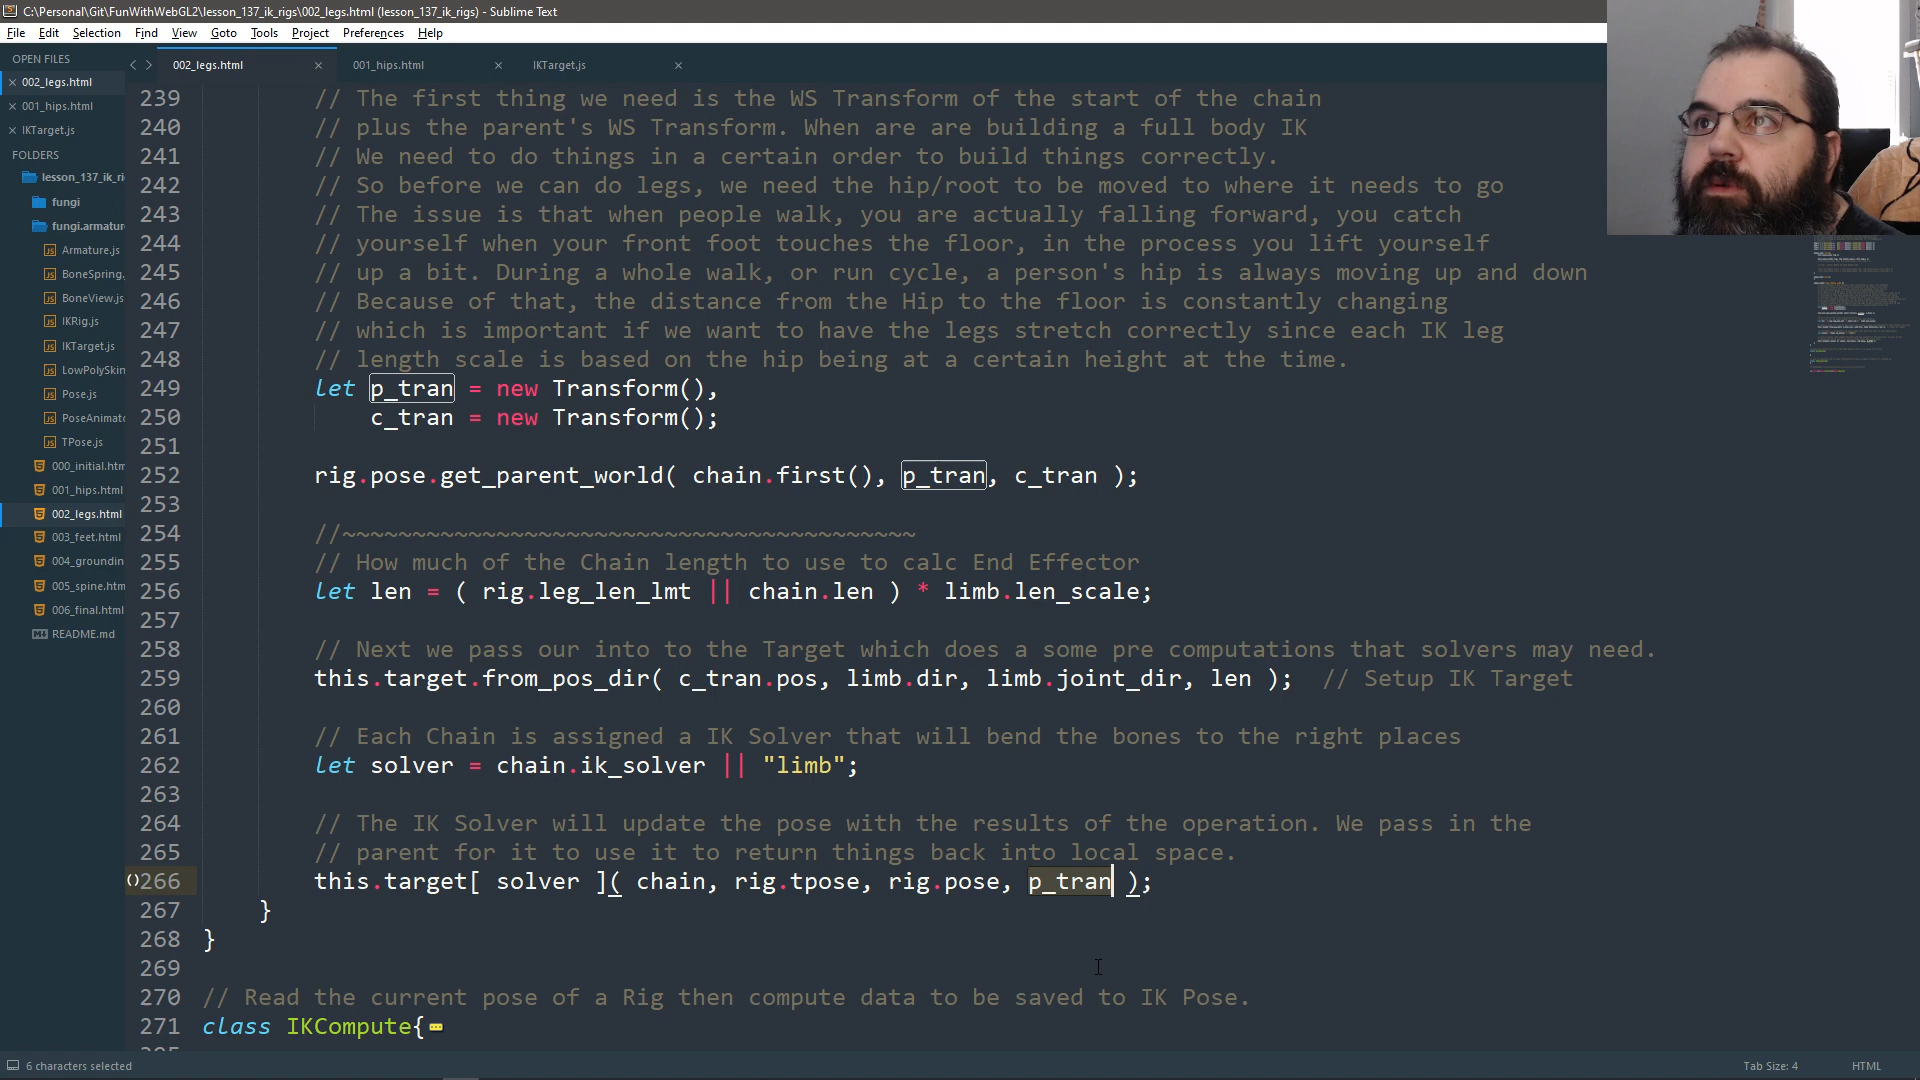 C:\Personal\Git\FunWithWebGL2\lesson_137_ik_rigs\002_legs.html (lesson_137_ik_rigs) - Sublime Text
File Edit Selection Find View Goto Tools Project Preferences Help
OPEN FILES
002_legs.html
001_hips.html
IKTarget.js
FOLDERS
lesson_137_ik_ri
fungi
fungi.armatur
Armature.js
BoneSpring.
BoneView.js
IKRig.js
IKTarget.js
LowPolySkin
Pose.js
PoseAnimato
TPose.js
000_initial.htm
001_hips.html
002_legs.html
003_feet.html
004_groundin
005_spine.htm
006_final.html
README.md
002_legs.html 001_hips.html IKTarget.js
239 // The first thing we need is the WS Transform of the start of the chain
240 // plus the parent's WS Transform. When are are building a full body IK
241 // We need to do things in a certain order to build things correctly.
242 // So before we can do legs, we need the hip/root to be moved to where it needs to go
243 // The issue is that when people walk, you are actually falling forward, you catch
244 // yourself when your front foot touches the floor, in the process you lift yourself
245 // up a bit. During a whole walk, or run cycle, a person's hip is always moving up and down
246 // Because of that, the distance from the Hip to the floor is constantly changing
247 // which is important if we want to have the legs stretch correctly since each IK leg
248 // length scale is based on the hip being at a certain height at the time.
249 let p_tran = new Transform(),
250 c_tran = new Transform();
251
252 rig.pose.get_parent_world( chain.first(), p_tran, c_tran );
253
254 //~~~~~~~~~~~~~~~~~~~~~~~~~~~~~~~~~~~~~~~~~
255 // How much of the Chain length to use to calc End Effector
256 let len = ( rig.leg_len_lmt || chain.len ) * limb.len_scale;
257
258 // Next we pass our into to the Target which does a some pre computations that solvers may need.
259 this.target.from_pos_dir( c_tran.pos, limb.dir, limb.joint_dir, len ); // Setup IK Target
260
261 // Each Chain is assigned a IK Solver that will bend the bones to the right places
262 let solver = chain.ik_solver || "limb";
263
264 // The IK Solver will update the pose with the results of the operation. We pass in the
265 // parent for it to use it to return things back into local space.
266 this.target[ solver ]( chain, rig.tpose, rig.pose, p_tran );
267 }
268 }
269
270 // Read the current pose of a Rig then compute data to be saved to IK Pose.
271 class IKCompute{
6 characters selected
Tab Size: 4 HTML